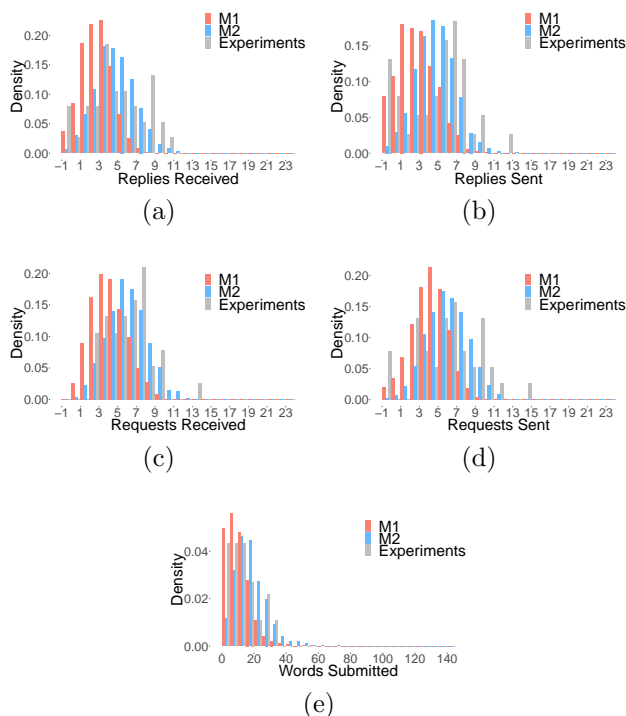 M1
M2
Experiments
Density
0.20
0.15
0.10
0.05
0.00
−1 1 3 5 7 9 11 13 15 17 19 21 23
Replies Received
(a)
M1
M2
Experiments
Density
0.15
0.10
0.05
0.00
−1 1 3 5 7 9 11 13 15 17 19 21 23
Replies Sent
(b)
M1
M2
Experiments
Density
0.20
0.15
0.10
0.05
0.00
−1 1 3 5 7 9 11 13 15 17 19 21 23
Requests Received
(c)
M1
M2
Experiments
Density
0.20
0.15
0.10
0.05
0.00
−1 1 3 5 7 9 11 13 15 17 19 21 23
Requests Sent
(d)
M1
M2
Experiments
Density
0.04
0.02
0.00
0 20 40 60 80 100 120 140
Words Submitted
(e)